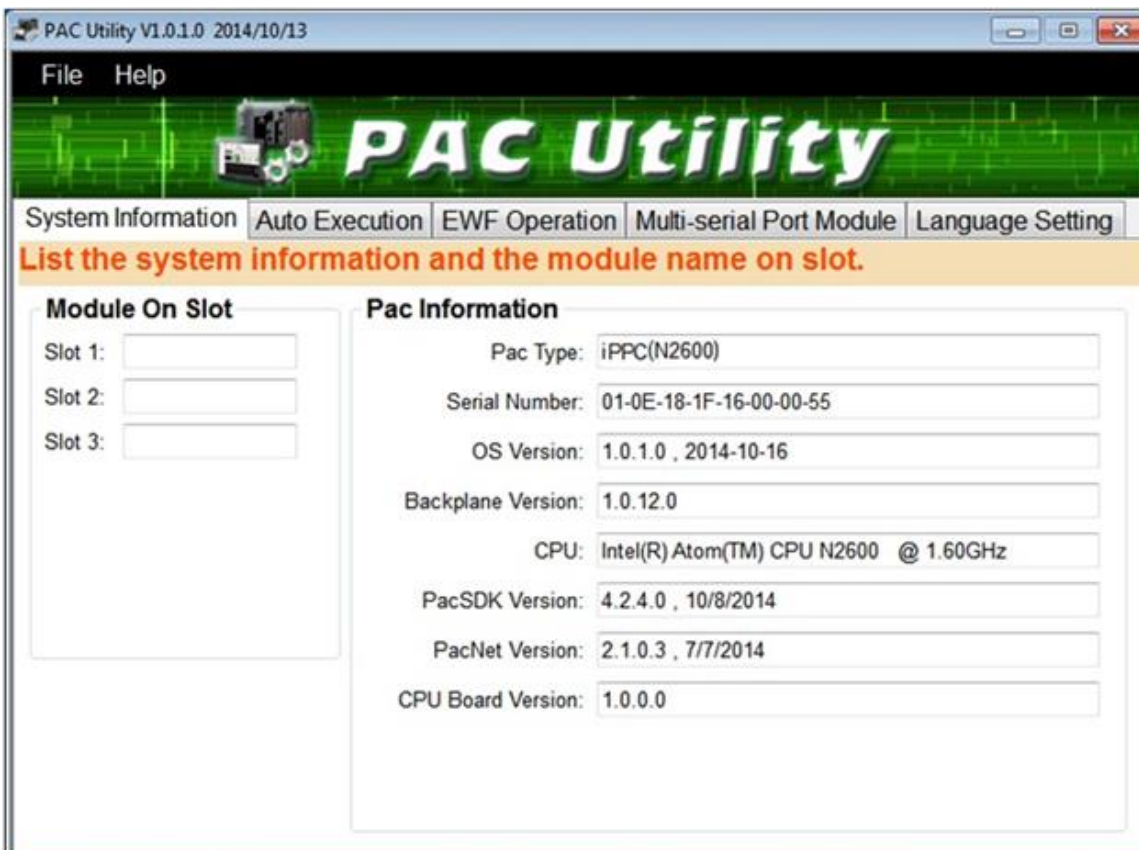 PAC Utility V1.0.1.0 2014/10/13
File Help
PAC Utility
System Information Auto Execution EWF Operation Multi-serial Port Module Language Setting
List the system information and the module name on slot.
Module On Slot
Slot 1:
Slot 2:
Slot 3:
Pac Information
Pac Type: iPPC(N2600)
Serial Number: 01-0E-18-1F-16-00-00-55
OS Version: 1.0.1.0 , 2014-10-16
Backplane Version: 1.0.12.0
CPU: Intel(R) Atom(TM) CPU N2600 @ 1.60GHz
PacSDK Version: 4.2.4.0 , 10/8/2014
PacNet Version: 2.1.0.3 , 7/7/2014
CPU Board Version: 1.0.0.0